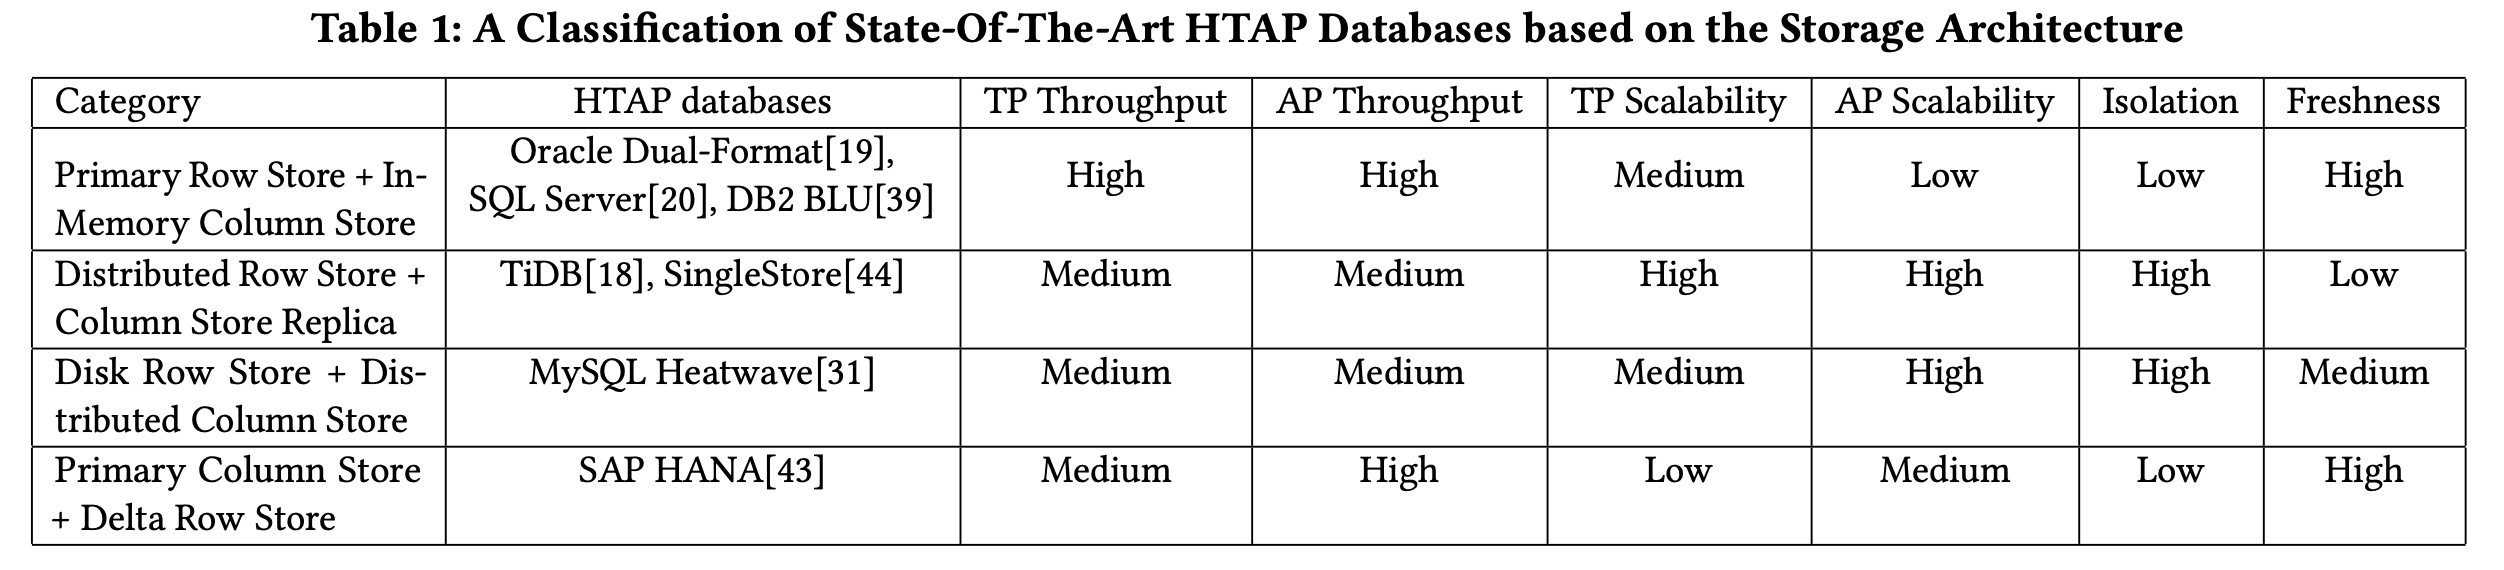 Table 1: A Classification of State-Of-The-Art HTAP Databases based on the Storage Architecture
Category HTAP databases TP Throughput AP Throughput TP Scalability AP Scalability Isolation Freshness
Primary Row Store + In-
Memory Column Store
Oracle Dual-Format[19],
SQL Server[20], DB2 BLU[39]
High High Medium Low Low High
Distributed Row Store +
Column Store Replica
TiDB[18], SingleStore[44] Medium Medium High High High Low
Disk Row Store + Dis-
tributed Column Store
MySQL Heatwave[31] Medium Medium Medium High High Medium
Primary Column Store
+ Delta Row Store
SAP HANA[43] Medium High Low Medium Low High